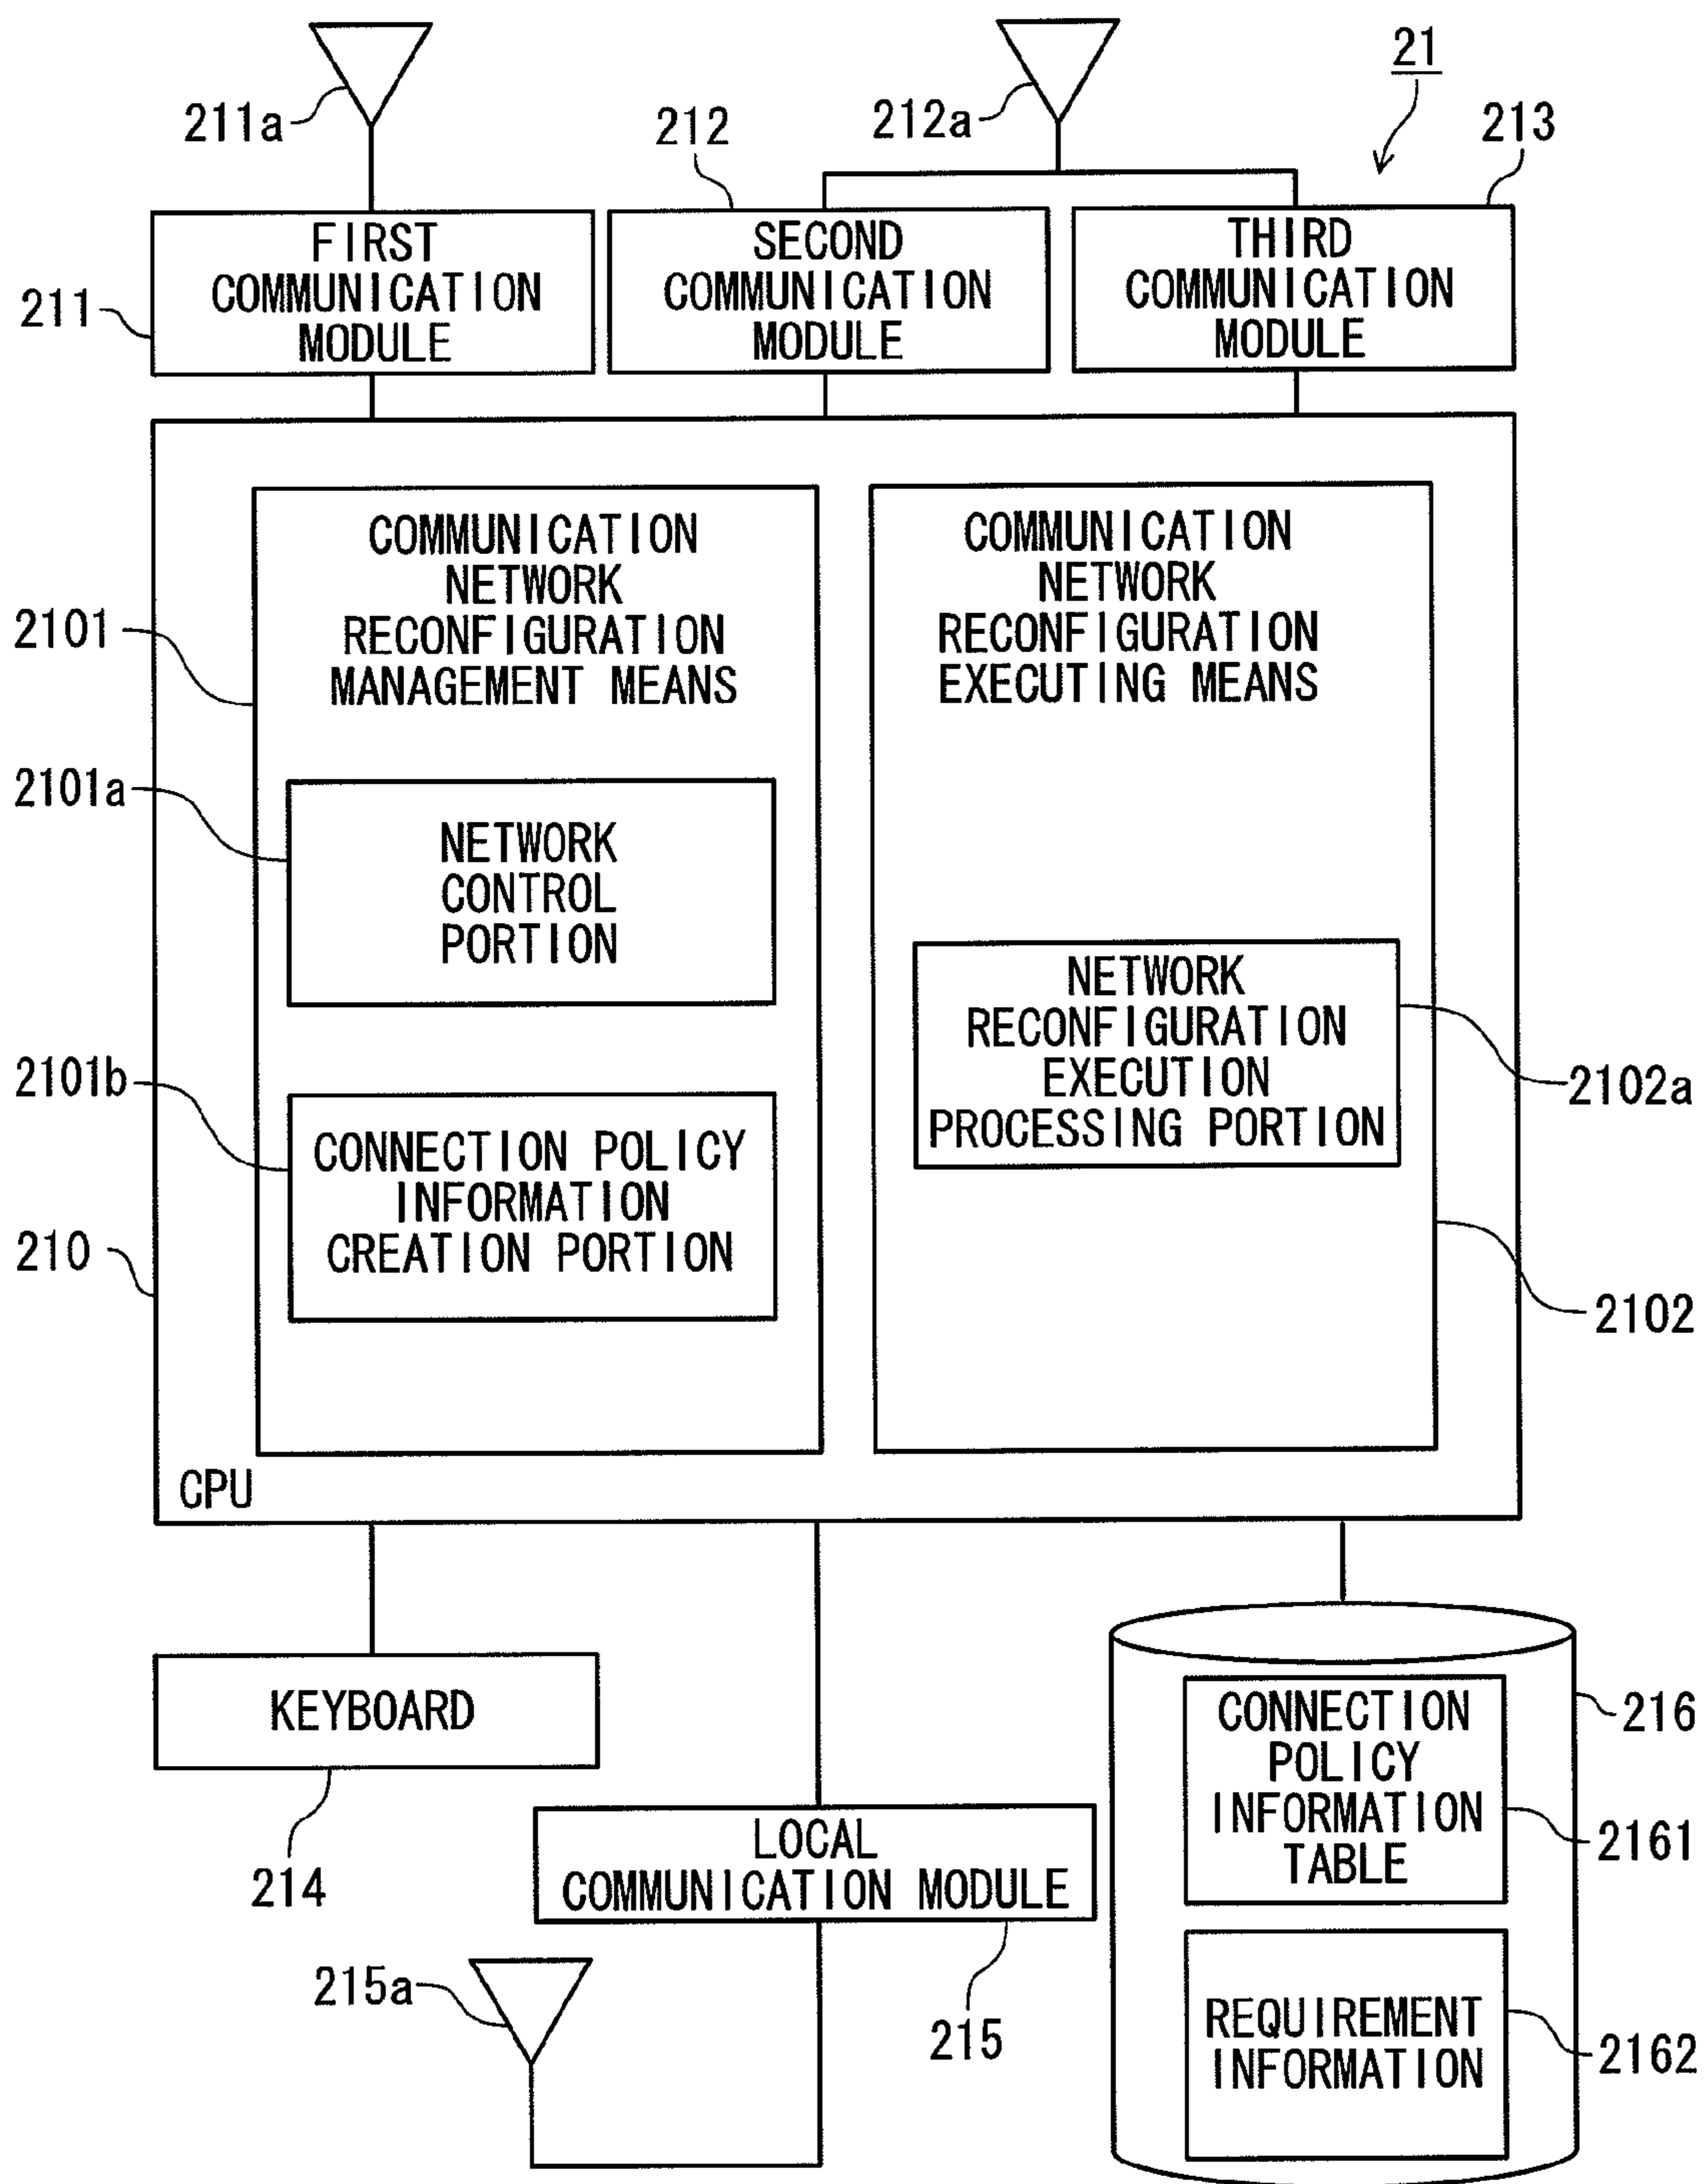 21
211a
212
212a
213
FIRST
COMMUNICATION
MODULE
SECOND
COMMUNICATION
MODULE
THIRD
COMMUNICATION
MODULE
211
COMMUNICATION
NETWORK
RECONFIGURATION
MANAGEMENT MEANS
COMMUNICATION
NETWORK
RECONFIGURATION
EXECUTING MEANS
2101
2101a
NETWORK
CONTROL
PORTION
NETWORK
RECONFIGURATION
EXECUTION
PROCESSING PORTION
2102a
2101b
CONNECTION POLICY
INFORMATION
CREATION PORTION
210
2102
CPU
KEYBOARD
214
LOCAL
COMMUNICATION MODULE
215a
215
CONNECTION
POLICY
INFORMATION
TABLE
216
2161
REQUIREMENT
INFORMATION
2162